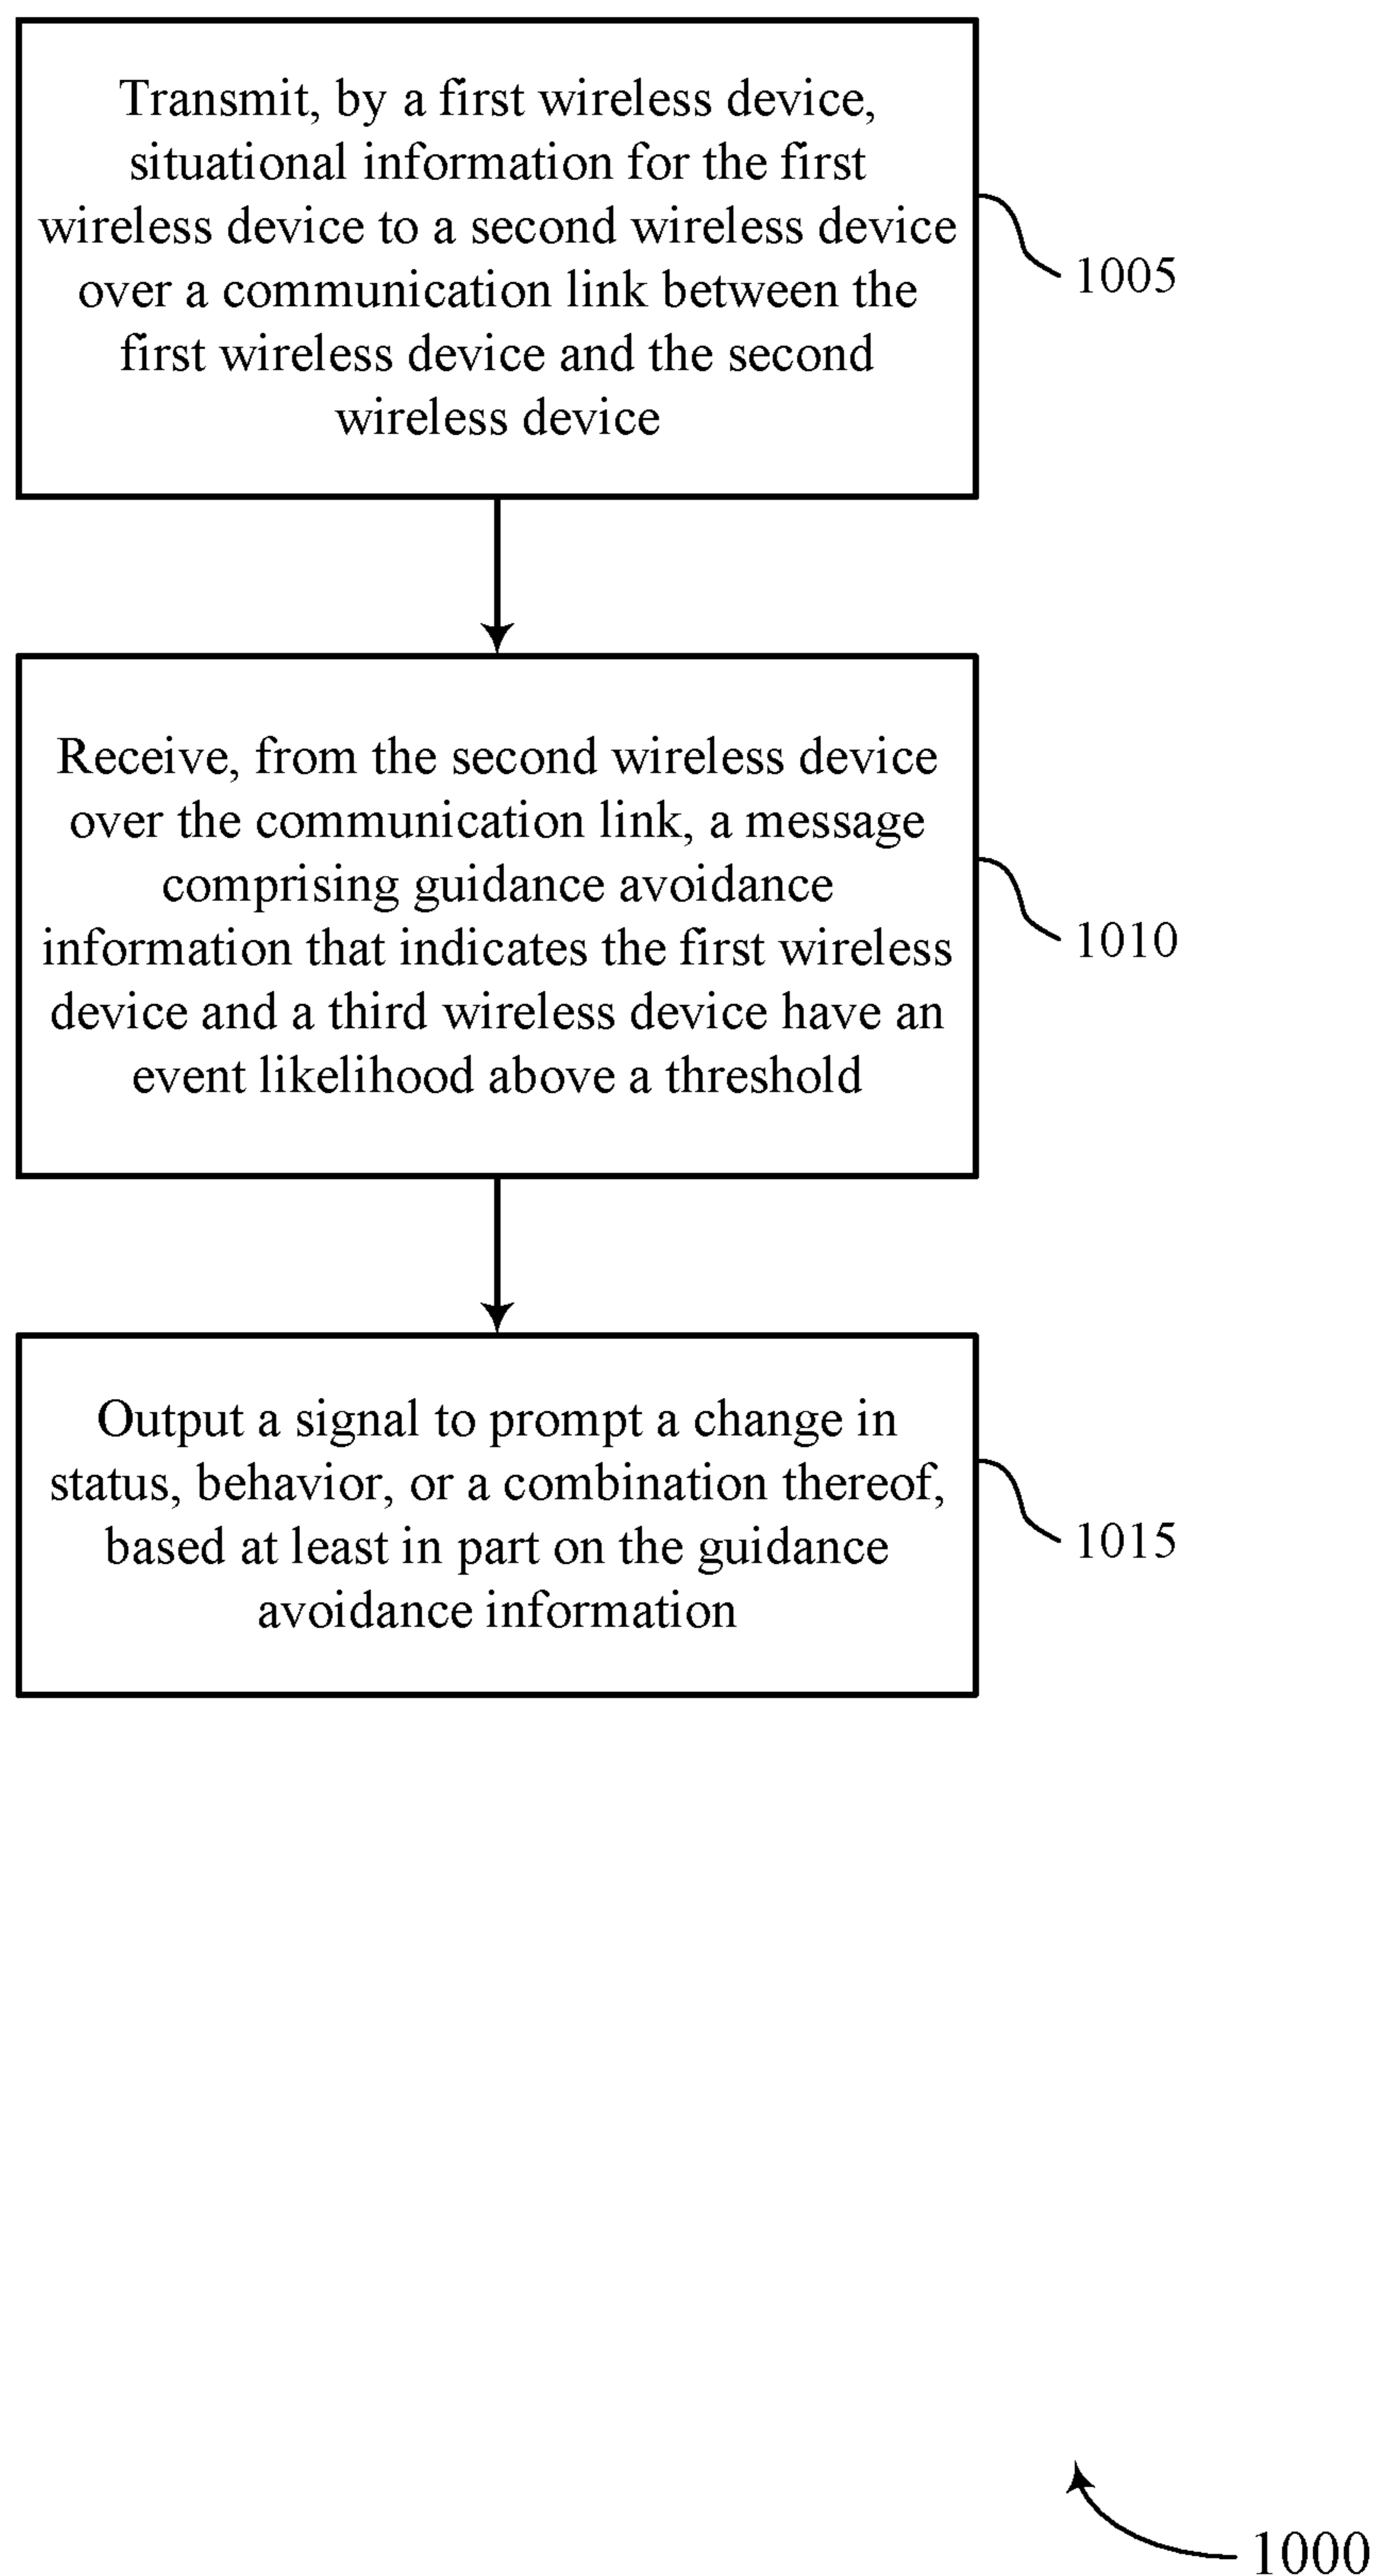 Transmit, by a first wireless device,
situational information for the first
wireless device to a second wireless device
over a communication link between the
first wireless device and the second
wireless device
1005
Receive, from the second wireless device
over the communication link, a message
comprising guidance avoidance
information that indicates the first wireless
device and a third wireless device have an
event likelihood above a threshold
1010
Output a signal to prompt a change in
status, behavior, or a combination thereof,
based at least in part on the guidance
avoidance information
1015
1000